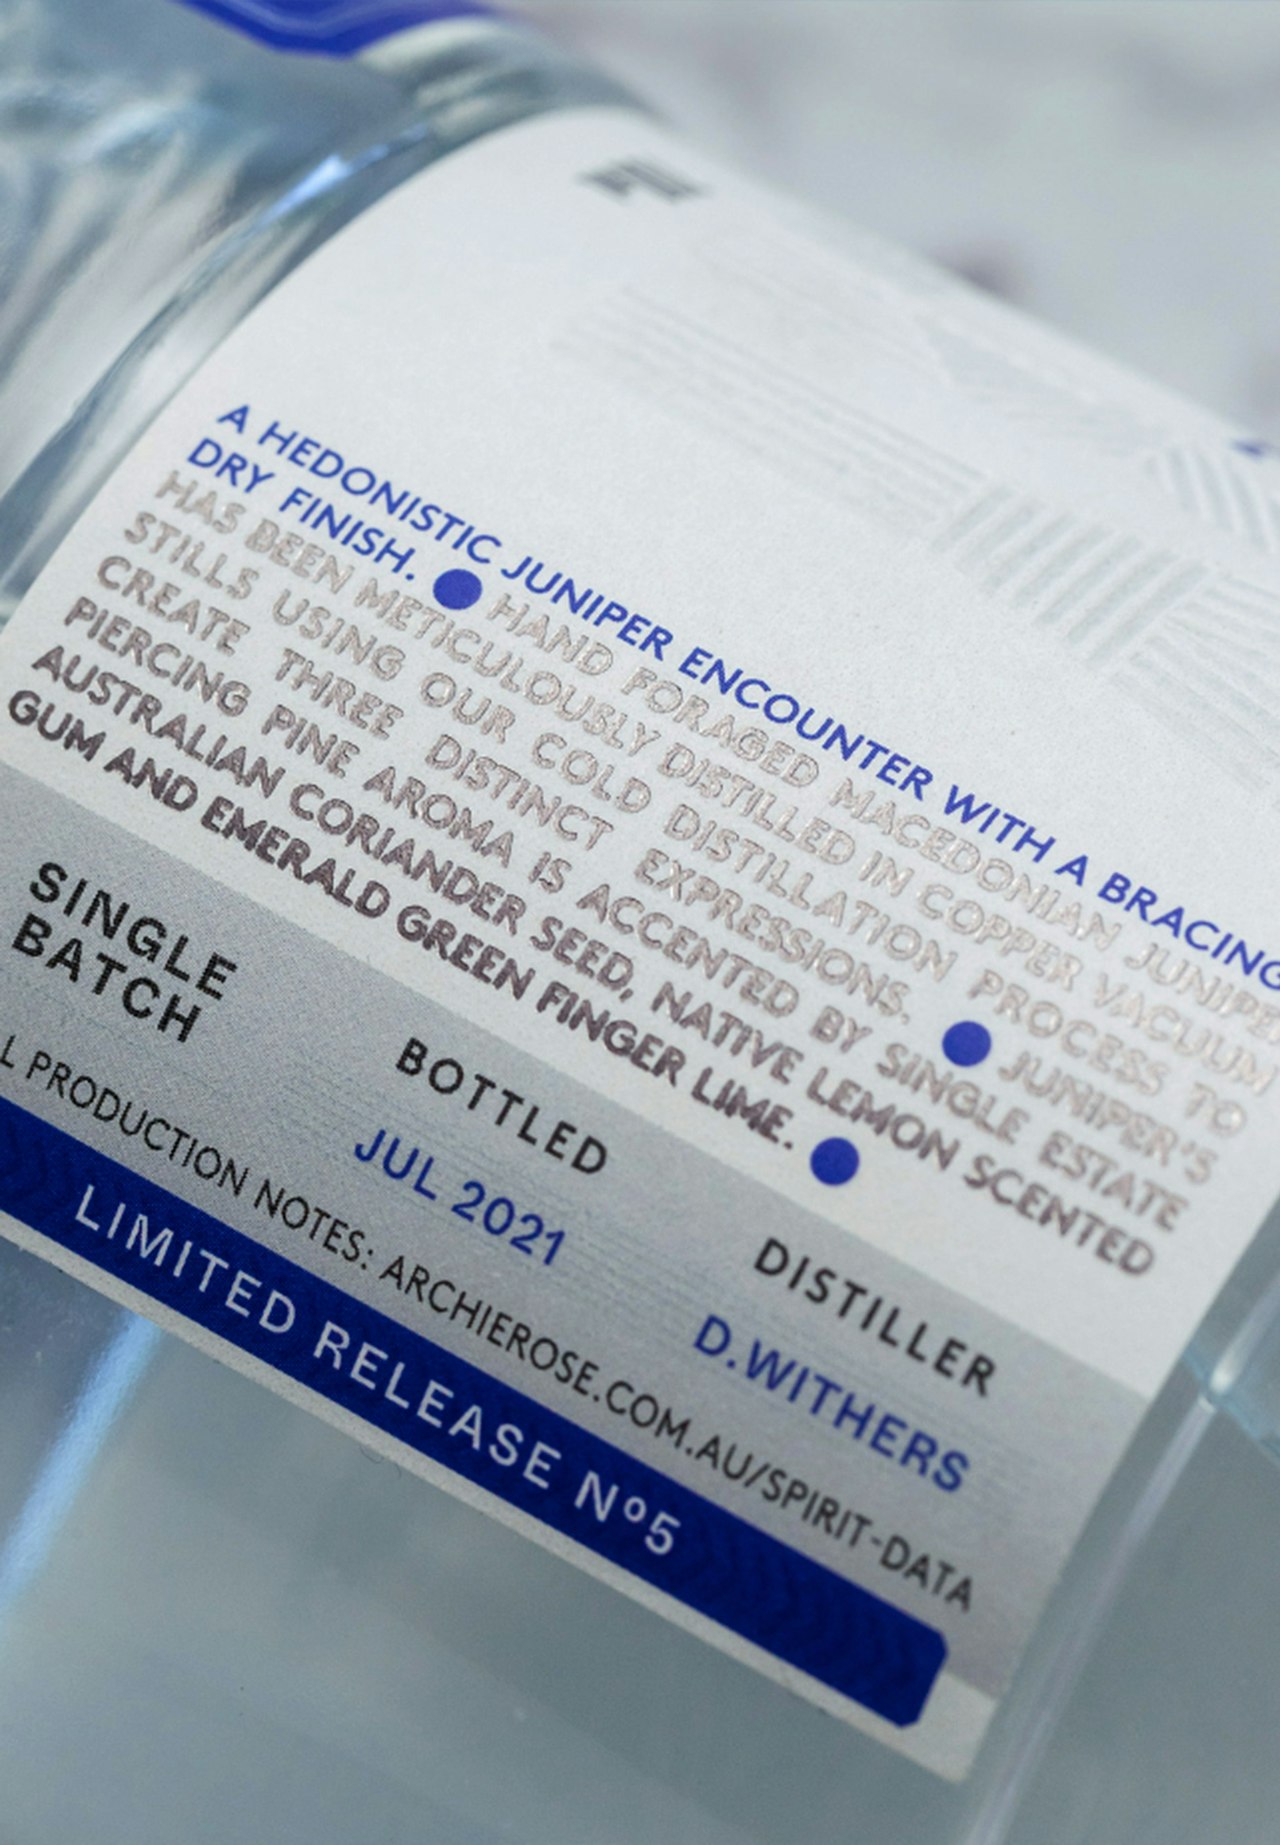 A HEDONISTIC JUNIPER ENCOUNTER WITH A BRACING
DRY FINISH. ● HAND FORAGED MACEDONIAN JUNIPER
HAS BEEN METICULOUSLY DISTILLED IN COPPER VACUUM
STILLS USING OUR COLD DISTILLATION PROCESS TO
CREATE THREE DISTINCT EXPRESSIONS. ● JUNIPER'S
PIERCING PINE AROMA IS ACCENTED BY SINGLE ESTATE
AUSTRALIAN CORIANDER SEED, NATIVE LEMON SCENTED
GUM AND EMERALD GREEN FINGER LIME. ●
SINGLE
BATCH
BOTTLED
JUL 2021
DISTILLER
D.WITHERS
L PRODUCTION NOTES: ARCHIEROSE.COM.AU/SPIRIT-DATA
LIMITED RELEASE Nº5